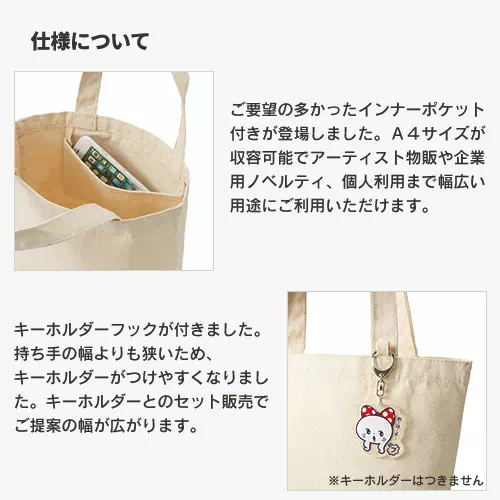 仕様について
ご要望の多かったインナーポケット
付きが登場しました。Ａ４サイズが
収容可能でアーティスト物販や企業
用ノベルティ、個人利用まで幅広い
用途にご利用いただけます。
キーホルダーフックが付きました。
持ち手の幅よりも狭いため、
キーホルダーがつけやすくなりまし
た。キーホルダーとのセット販売で
ご提案の幅が広がります。
※キーホルダーはつきません